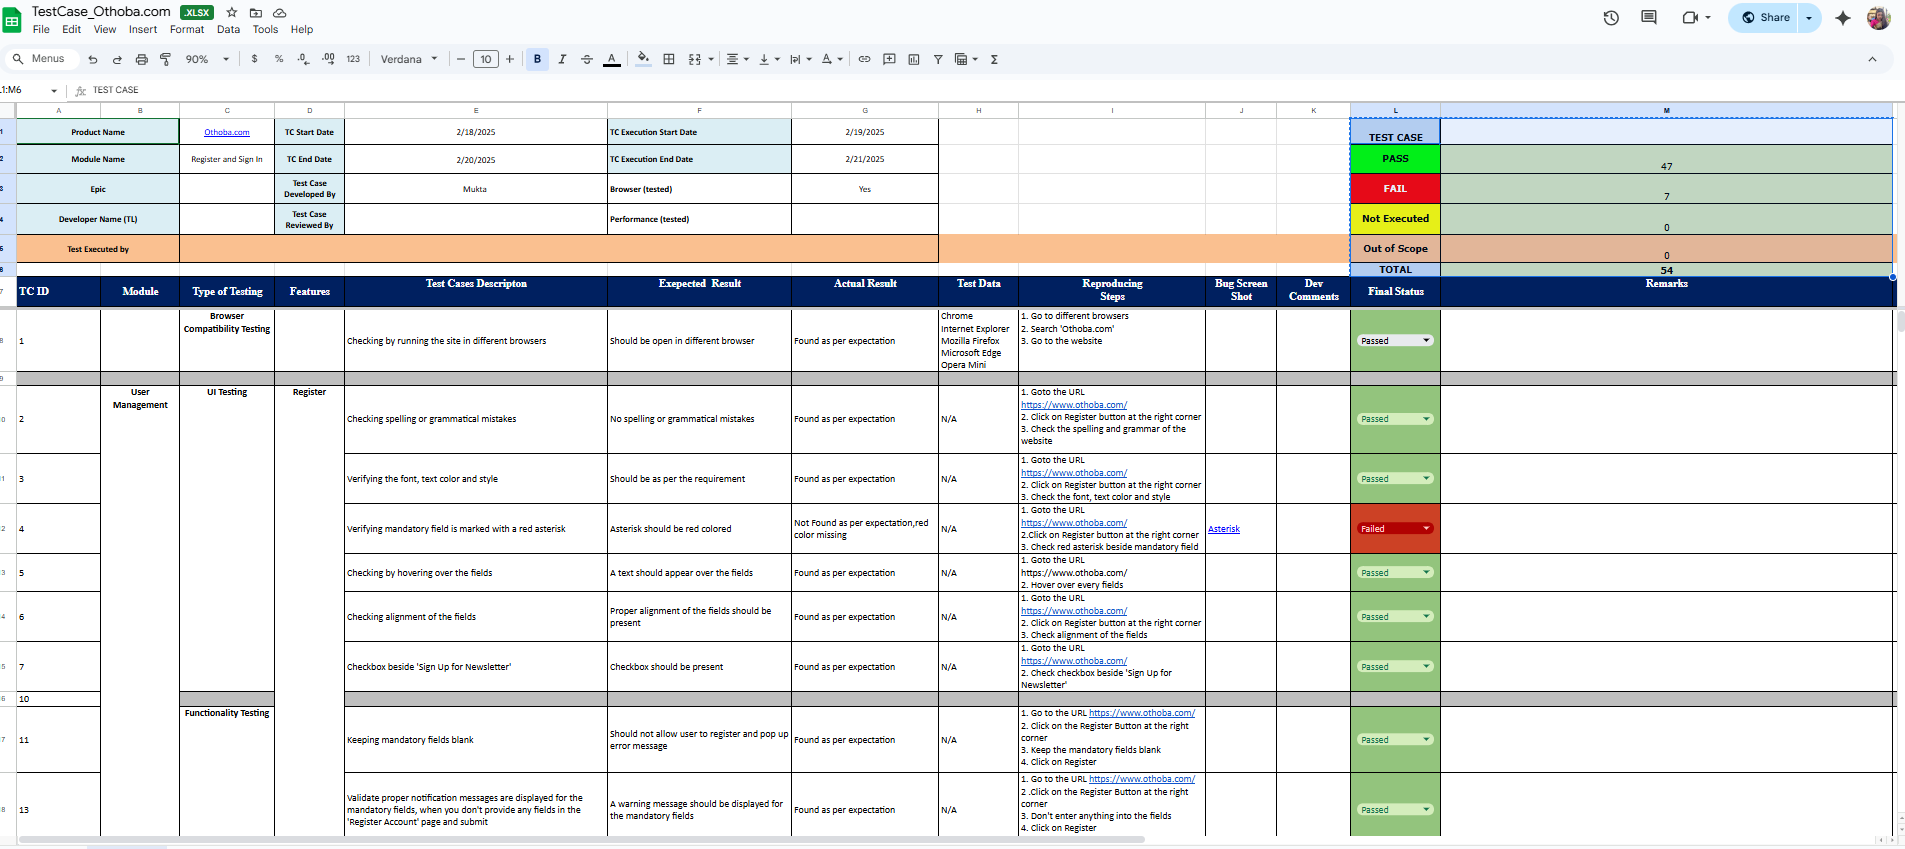 TestCase_Othoba.com .XLSX
File Edit View Insert Format Data Tools Help
Share
Menus 90% $ % .0 .00 123 Verdana 10 B I A
L1:M6 fx TEST CASE
A B C D E F G H I J K L M
1 Product Name Othoba.com TC Start Date 2/18/2025 TC Execution Start Date 2/19/2025 TEST CASE
2 Module Name Register and Sign In TC End Date 2/20/2025 TC Execution End Date 2/21/2025 PASS 47
3 Epic Test Case Mukta Browser (tested) Yes FAIL 7
Developed By
4 Developer Name (TL) Test Case Performance (tested) Not Executed 0
Reviewed By
5 Test Executed by Out of Scope 0
6 TOTAL 54
7 TC ID Module Type of Testing Features Test Cases Descripton Exepected Result Actual Result Test Data Reproducing Bug Screen Dev Final Status Remarks
Steps Shot Comments
Browser
Compatibility Testing
8 1 Checking by running the site in different browsers Should be open in different browser Found as per expectation
Chrome
Internet Explorer
Mozilla Firefox
Microsoft Edge
Opera Mini
1. Go to different browsers
2. Search 'Othoba.com'
3. Go to the website
Passed
9
User
Management
UI Testing Register
10 2 Checking spelling or grammatical mistakes No spelling or grammatical mistakes Found as per expectation N/A
1. Goto the URL
https://www.othoba.com/
2. Click on Register button at the right corner
3. Check the spelling and grammar of the
website
Passed
11 3 Verifying the font, text color and style Should be as per the requirement Found as per expectation N/A
1. Goto the URL
https://www.othoba.com/
2. Click on Register button at the right corner
3. Check the font, text color and style
Passed
12 4 Verifying mandatory field is marked with a red asterisk Asterisk should be red colored
Not Found as per expectation,red
color missing
N/A
1. Goto the URL
https://www.othoba.com/
2.Click on Register button at the right corner
3. Check red asterisk beside mandatory field
Asterisk Failed
13 5 Checking by hovering over the fields A text should appear over the fields Found as per expectation N/A
1. Goto the URL
https://www.othoba.com/
2. Hover over every fields
Passed
14 6 Checking alignment of the fields
Proper alignment of the fields should be
present
Found as per expectation N/A
1. Goto the URL
https://www.othoba.com/
2. Click on Register button at the right corner
3. Check alignment of the fields
Passed
15 7 Checkbox beside 'Sign Up for Newsletter' Checkbox should be present Found as per expectation N/A
1. Goto the URL
https://www.othoba.com/
2. Check checkbox beside 'Sign Up for
Newsletter'
Passed
16 10
Functionality Testing
17 11 Keeping mandatory fields blank
Should not allow user to register and pop up
error message
Found as per expectation N/A
1. Go to the URL https://www.othoba.com/
2. Click on the Register Button at the right
corner
3. Keep the mandatory fields blank
4. Click on Register
Passed
18 13
Validate proper notification messages are displayed for the
mandatory fields, when you don't provide any fields in the
'Register Account' page and submit
A warning message should be displayed for
the mandatory fields
Found as per expectation N/A
1. Go to the URL https://www.othoba.com/
2 .Click on the Register Button at the right
corner
3. Don't enter anything into the fields
4. Click on Register
Passed